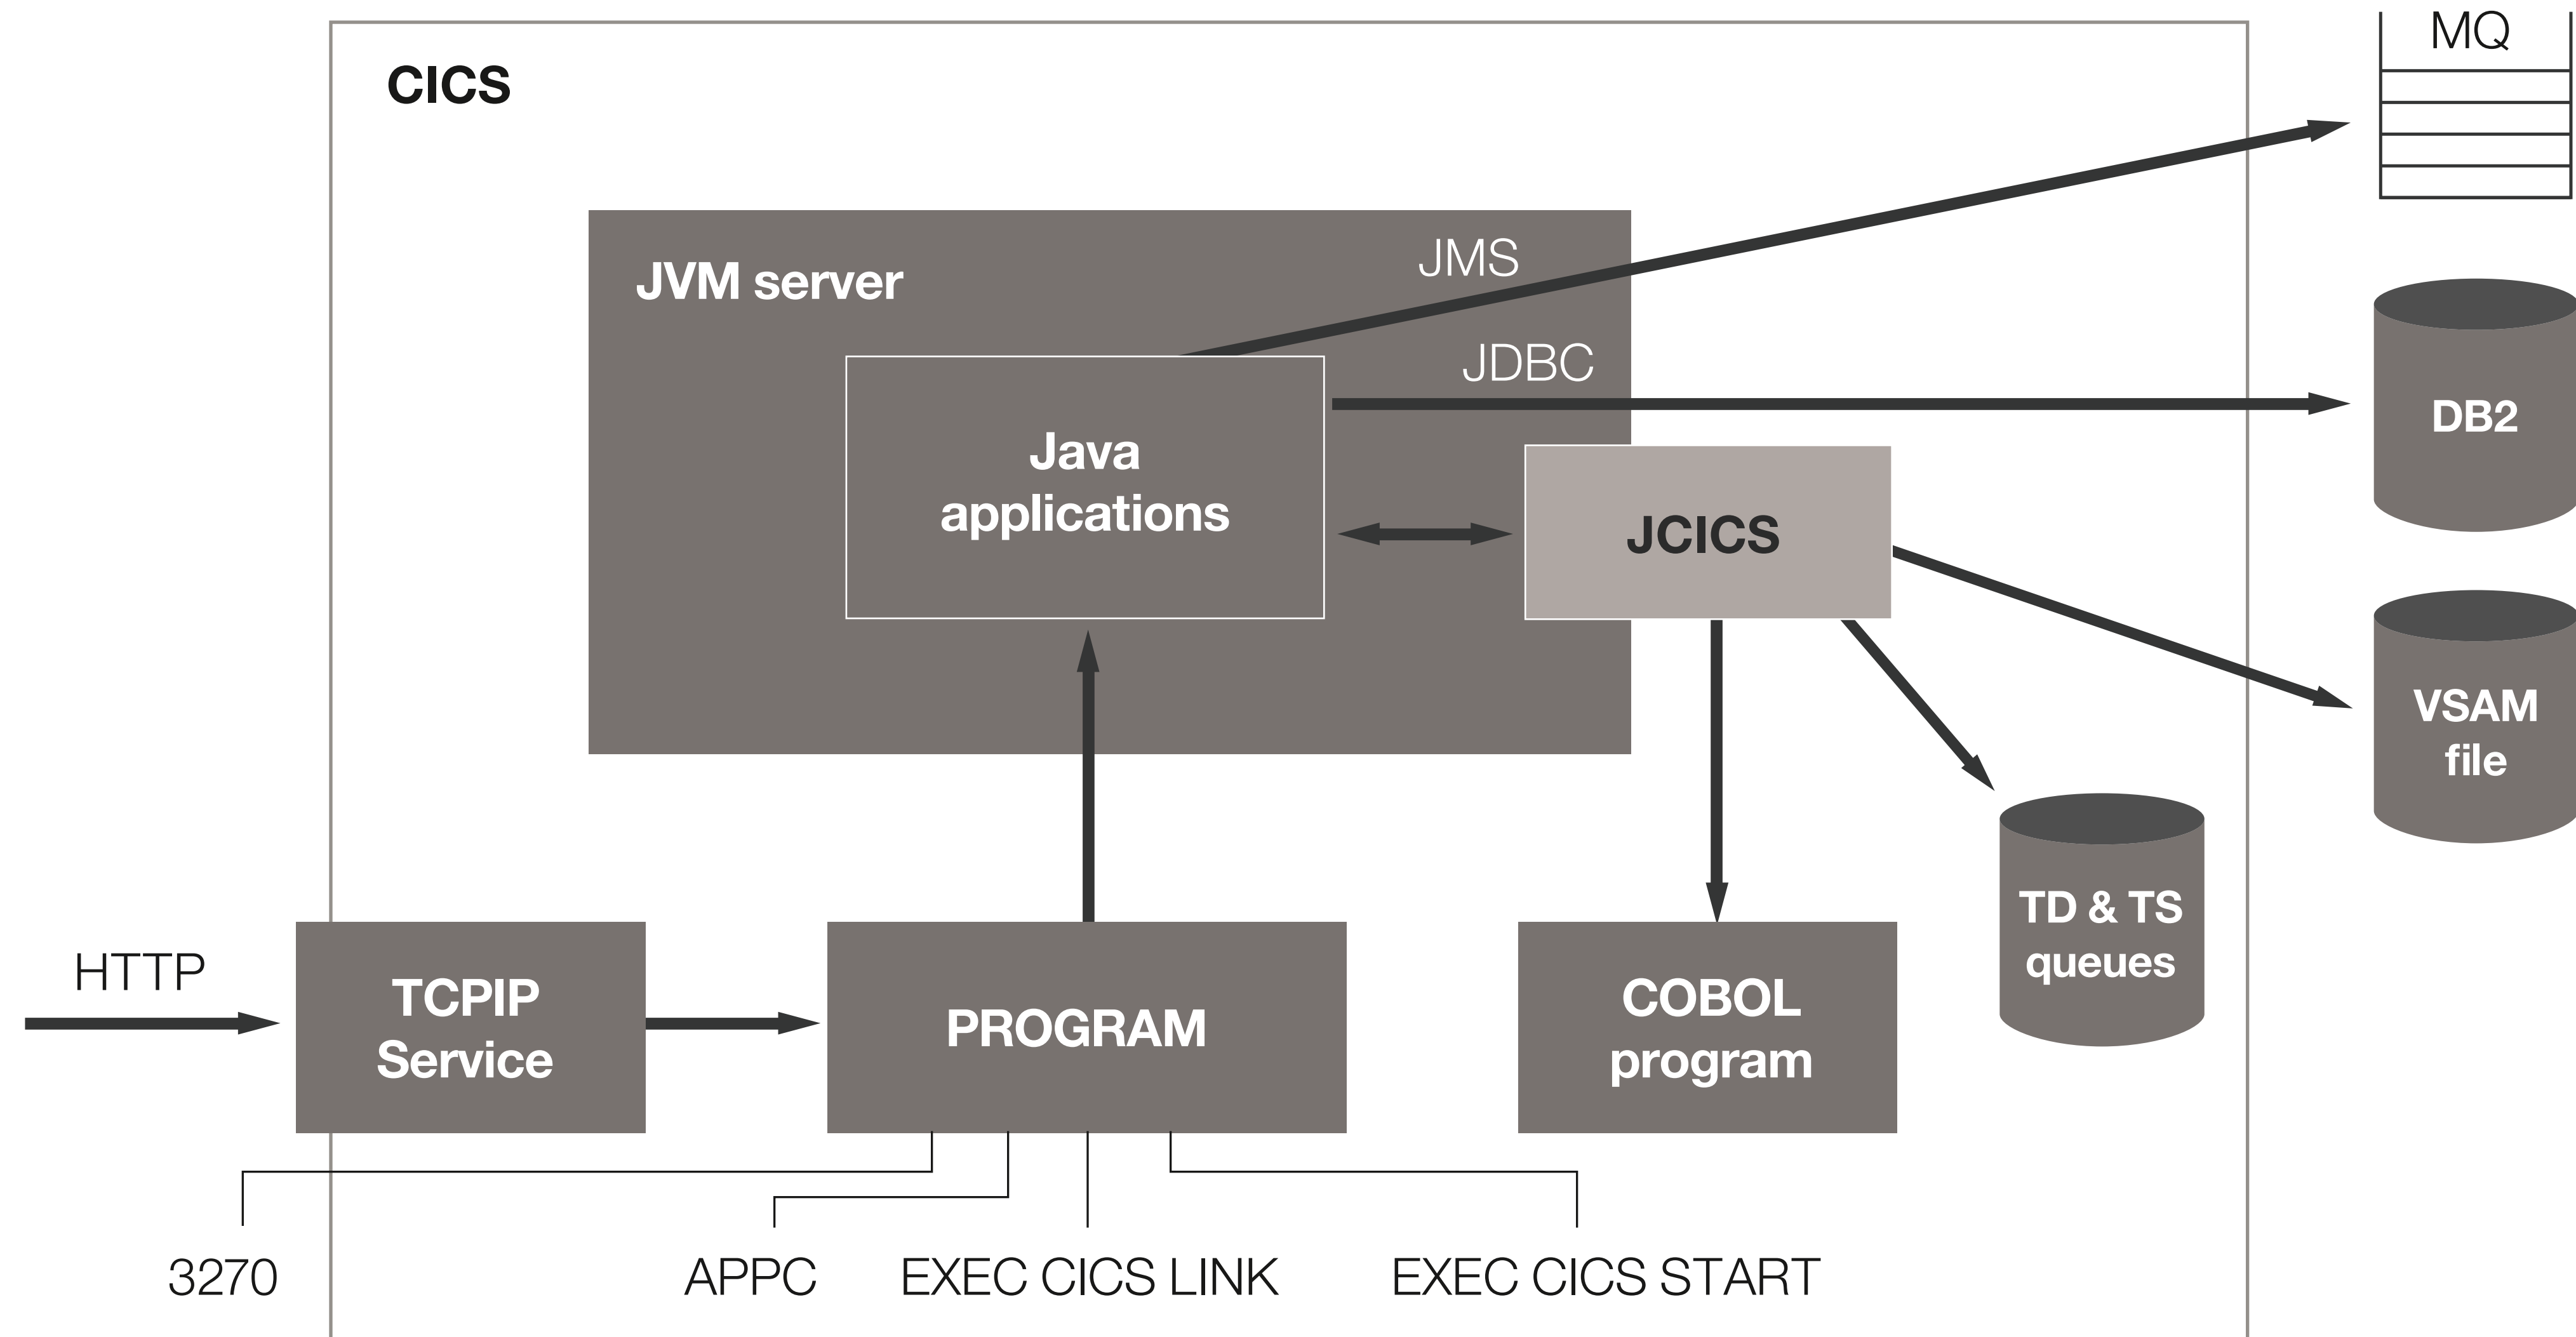 MQ
CICS
JVM server
JMS
JDBC
Java
applications
JCICS
DB2
VSAM
file
TD & TS
queues
HTTP
TCPIP
Service
PROGRAM
COBOL
program
3270
APPC
EXEC CICS LINK
EXEC CICS START